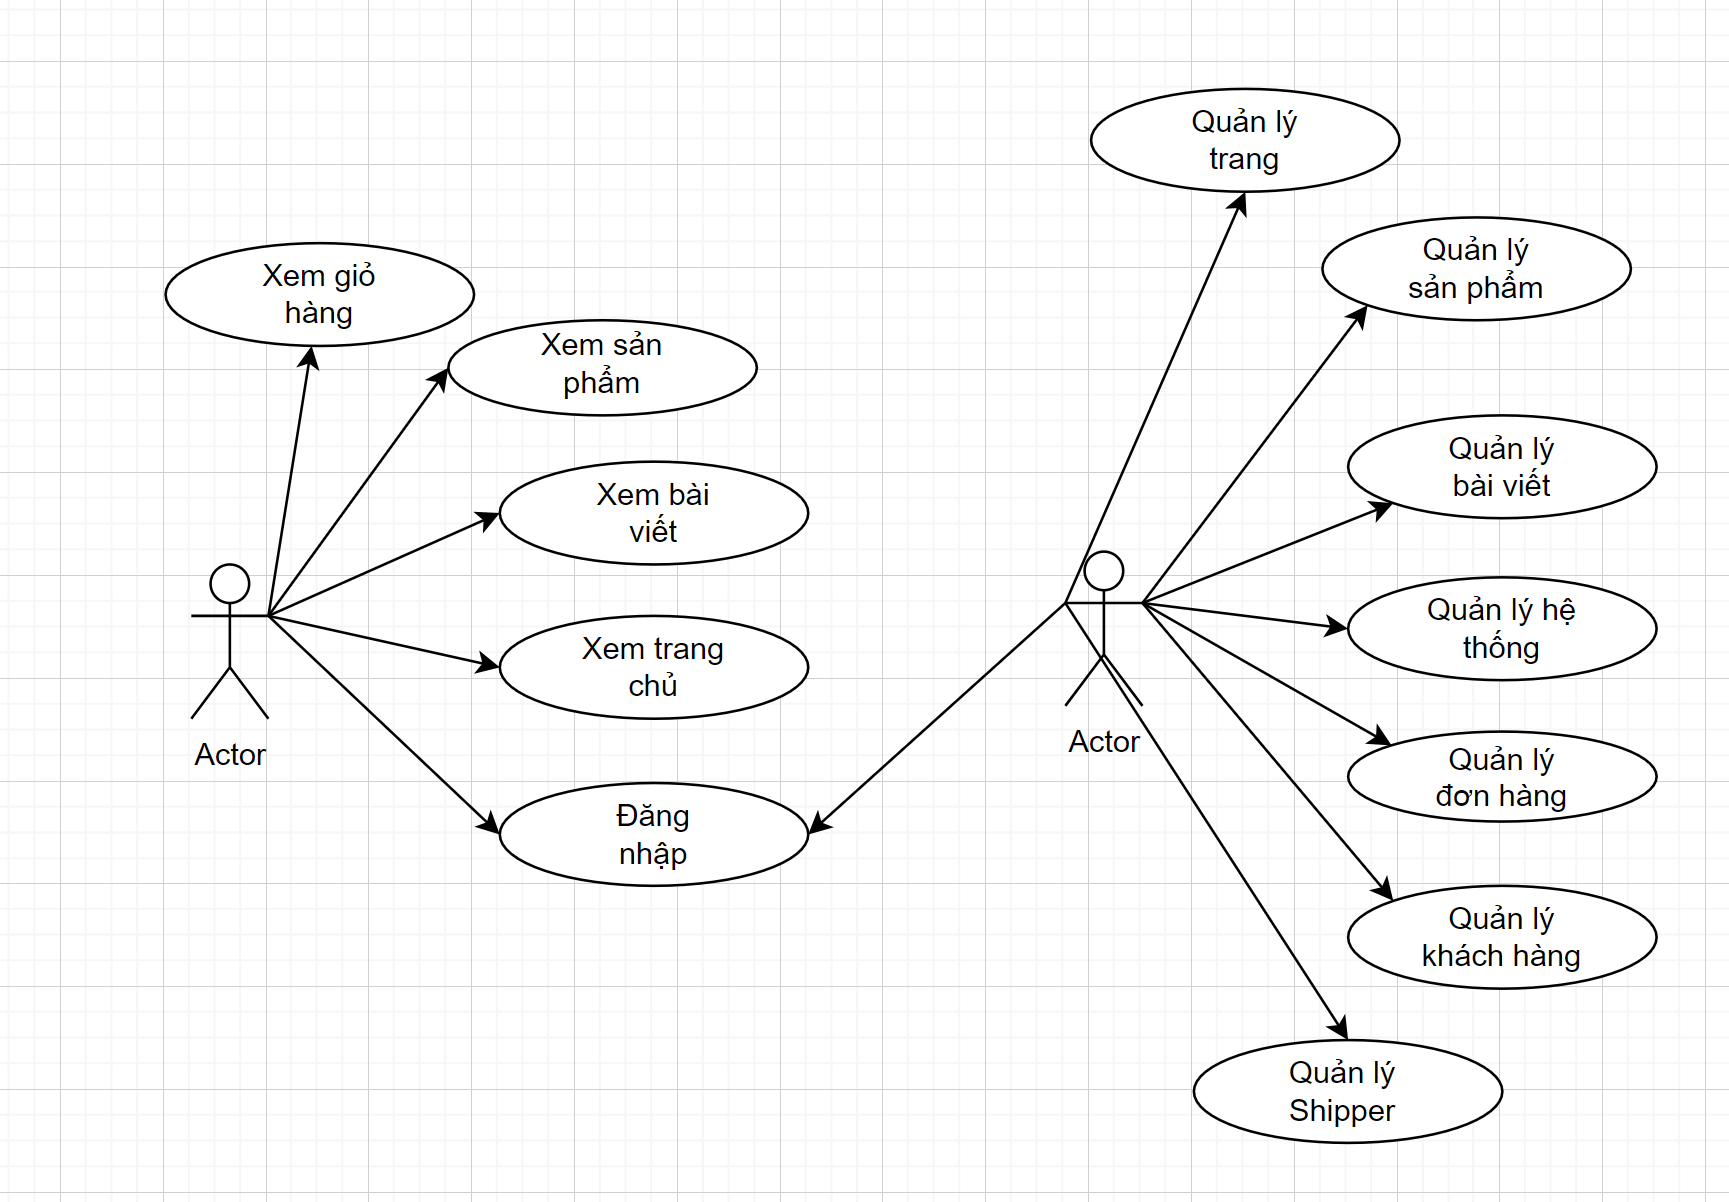 Quản lý
trang
Quản lý
sản phẩm
Xem giỏ
hàng
Xem sản
phẩm
Quản lý
bài viết
Xem bài
viết
Quản lý hệ
thống
Xem trang
chủ
Actor
Actor
Quản lý
đơn hàng
Đăng
nhập
Quản lý
khách hàng
Quản lý
Shipper